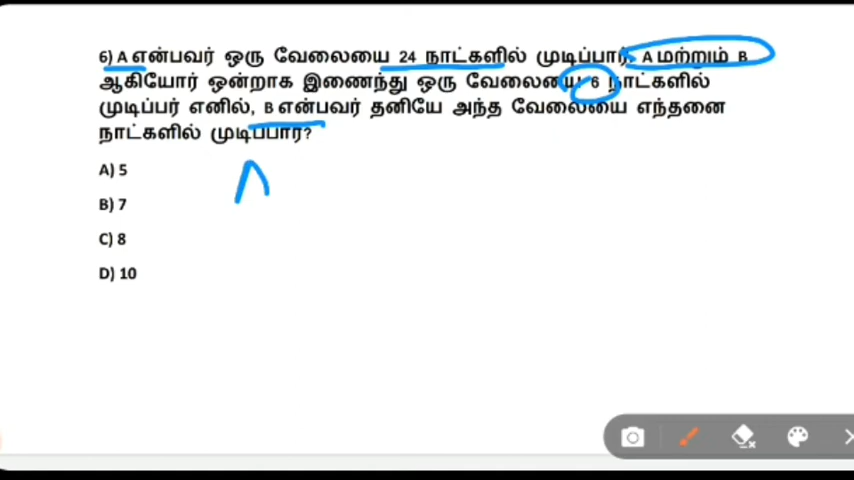 6) A என்பவர் ஒரு வேலையை 24 நாட்களில் முடிப்பார். A மற்றும் B
ஆகியோர் ஒன்றாக இணைந்து ஒரு வேலையை 6 நாட்களில்
முடிப்பர் எனில், B என்பவர் தனியே அந்த வேலையை எந்தனை
நாட்களில் முடிப்பார்?
A) 5
B) 7
C) 8
D) 10